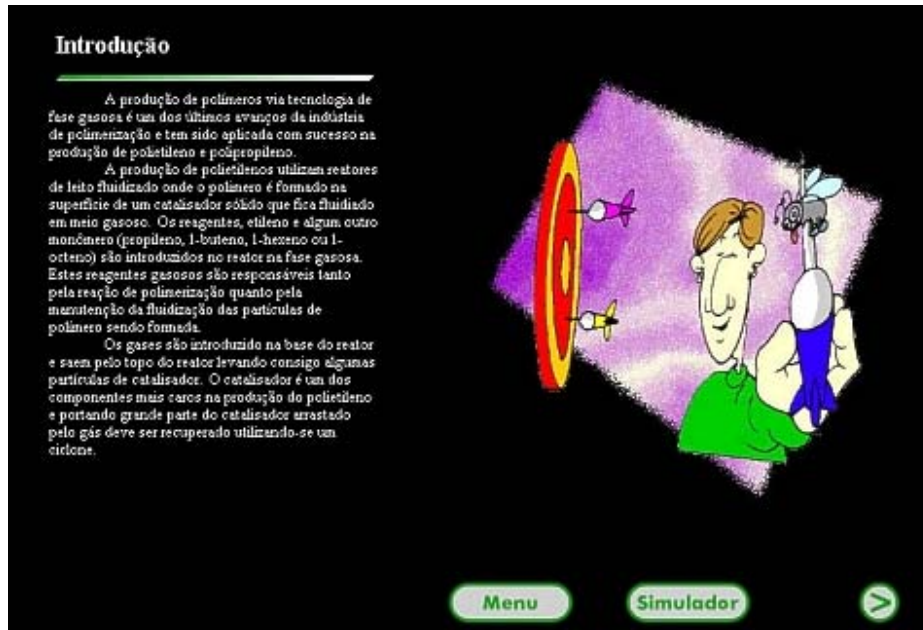 Introdução
A produção de polímeros via tecnologia de
fase gasosa é um dos últimos avanços da indústria
de polimerização e tem sido aplicada com sucesso na
produção de polietileno e polipropileno.
A produção de polietilenos utilizam reatores
de leito fluidizado onde o polímero é formado na
superfície de um catalisador sólido que fica fluidiado
em meio gasoso. Os reagentes, etileno e algum outro
monômero (propileno, 1-buteno, 1-hexeno ou 1-
octeno) são introduzidos no reator na fase gasosa.
Estes reagentes gasosos são responsáveis tanto
pela reação de polimerização quanto pela
manutenção da fluidização das partículas de
polímero sendo formada.
Os gases são introduzido na base do reator
e saem pelo topo do reator levando consigo algumas
partículas de catalisador. O catalisador é um dos
componentes mais caros na produção do polietileno
e portando grande parte do catalisador arrastado
pelo gás deve ser recuperado utilizando-se um
ciclone.
Menu
Simulador
>